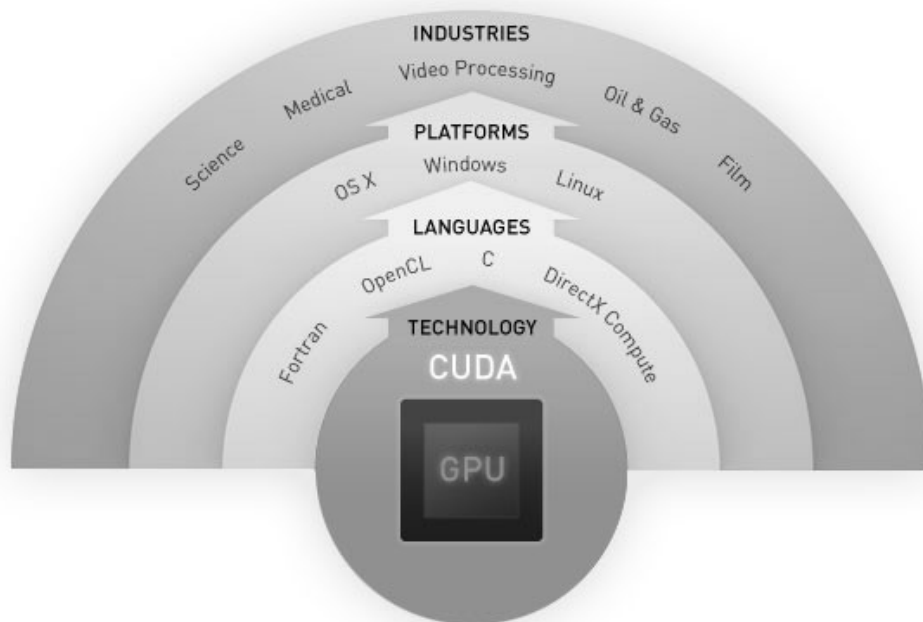 INDUSTRIES
Science
Medical
Video Processing
Oil & Gas
Film
PLATFORMS
OS X
Windows
Linux
LANGUAGES
Fortran
OpenCL
C
DirectX Compute
TECHNOLOGY
CUDA
GPU